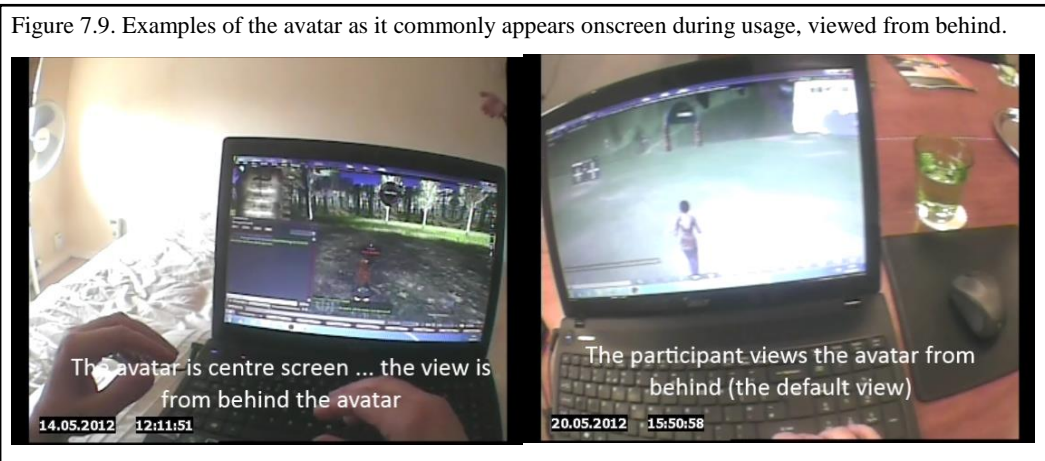 Figure 7.9. Examples of the avatar as it commonly appears onscreen during usage, viewed from behind.
The avatar is centre screen ... the view is
from behind the avatar
14.05.2012 12:11:51
The participant views the avatar from
behind (the default view)
20.05.2012 15:50:58